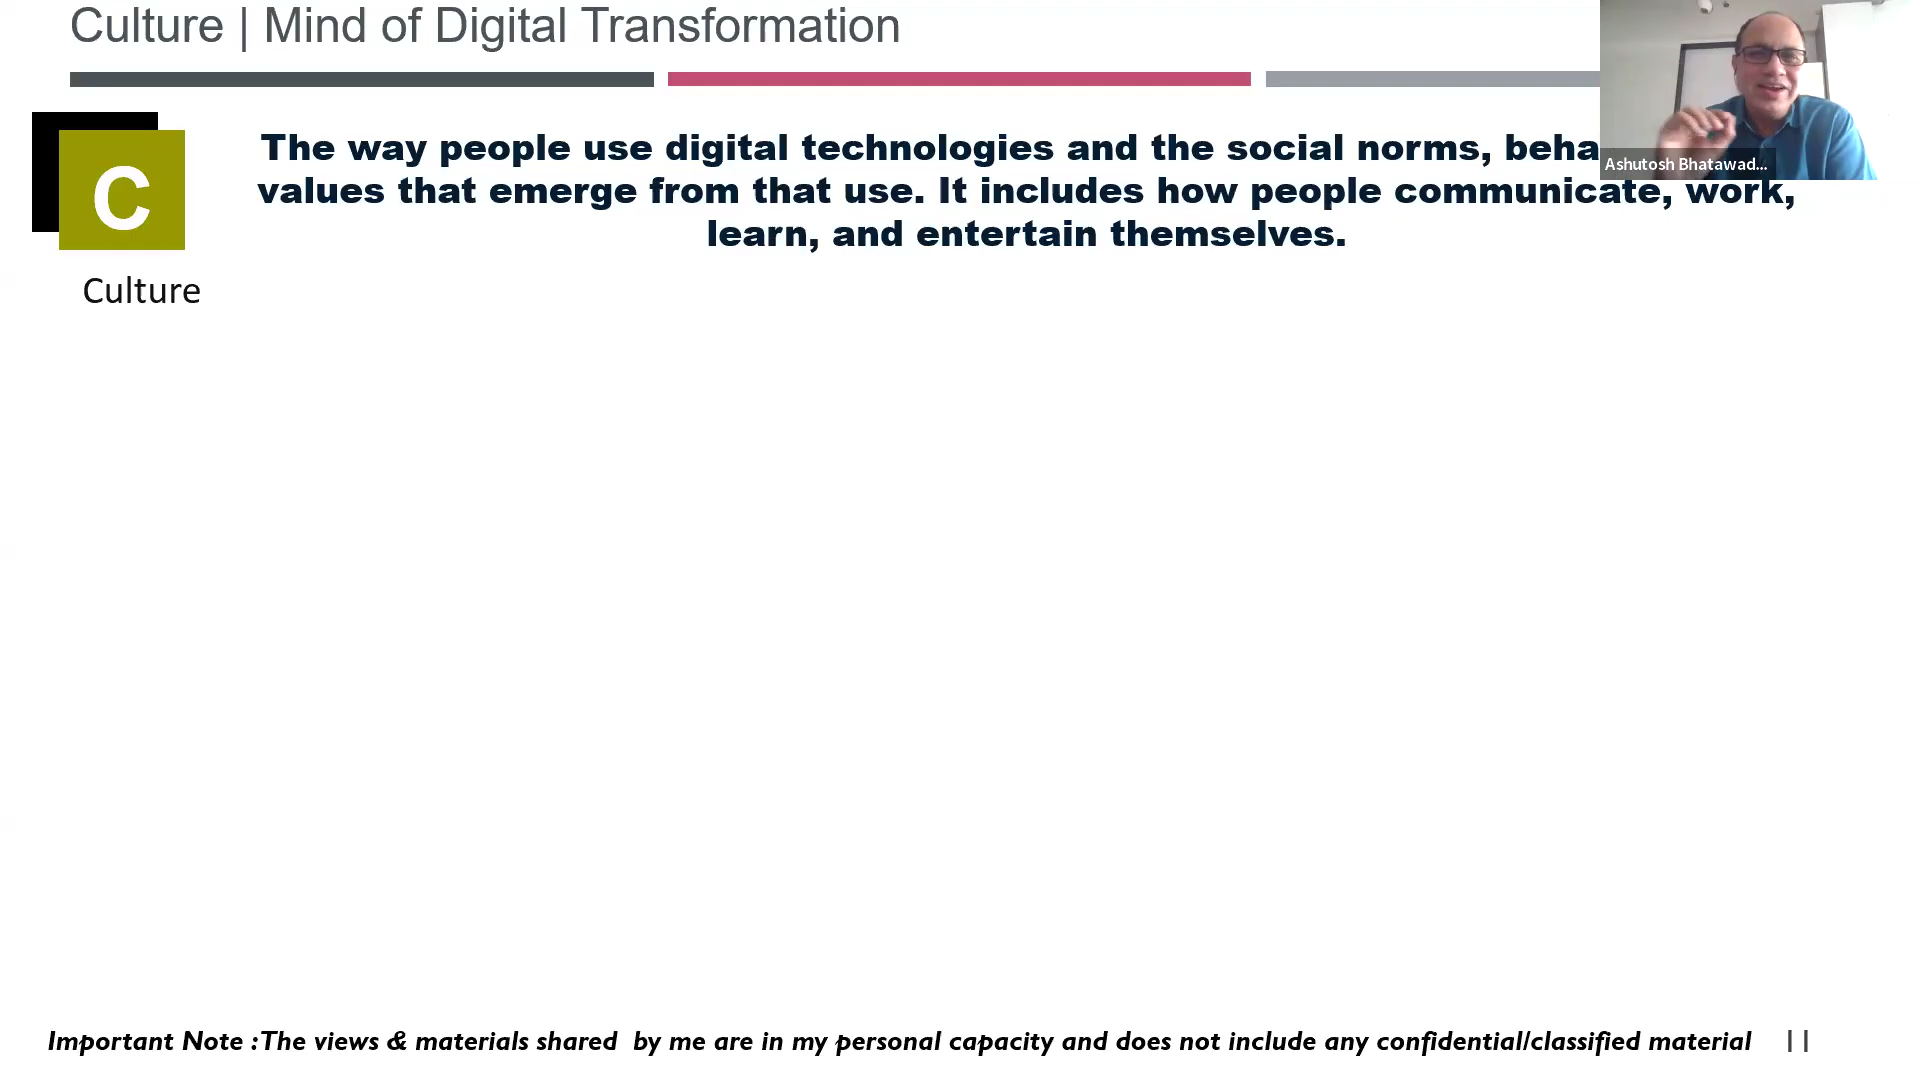 Culture | Mind of Digital Transformation
The way people use digital technologies and the social norms,
values that emerge from that use. It includes how people communicate, work,
learn, and entertain themselves.
C
Culture
Ashutosh Bhatawad...
Important Note :The views & materials shared by me are in my personal capacity and does not include any confidential/classified material
11